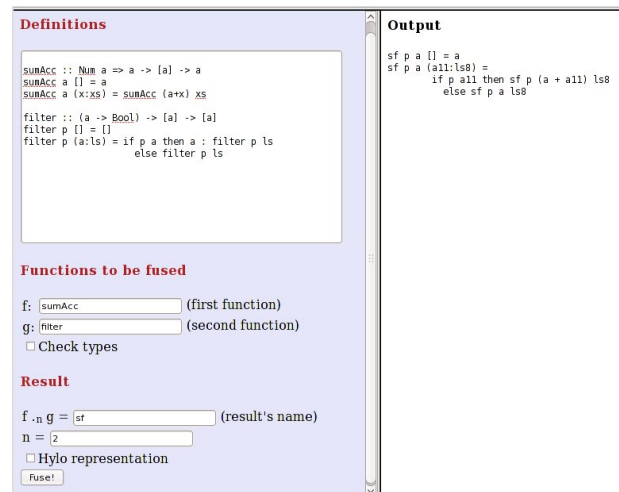 Definitions
sumAcc :: Num a => a -> [a] -> a
sumAcc a [] = a
sumAcc a (x:xs) = sumAcc (a+x) xs
filter :: (a -> Bool) -> [a] -> [a]
filter p [] = []
filter p (a:ls) = if p a then a : filter p ls
else filter p ls
Functions to be fused
f: sumAcc (first function)
g: filter (second function)
Check types
Result
f .n g = sf (result's name)
n = 2
Hylo representation
Fuse!
Output
sf p a [] = a
sf p a (a11:ls8) =
if p a11 then sf p (a + a11) ls8
else sf p a ls8